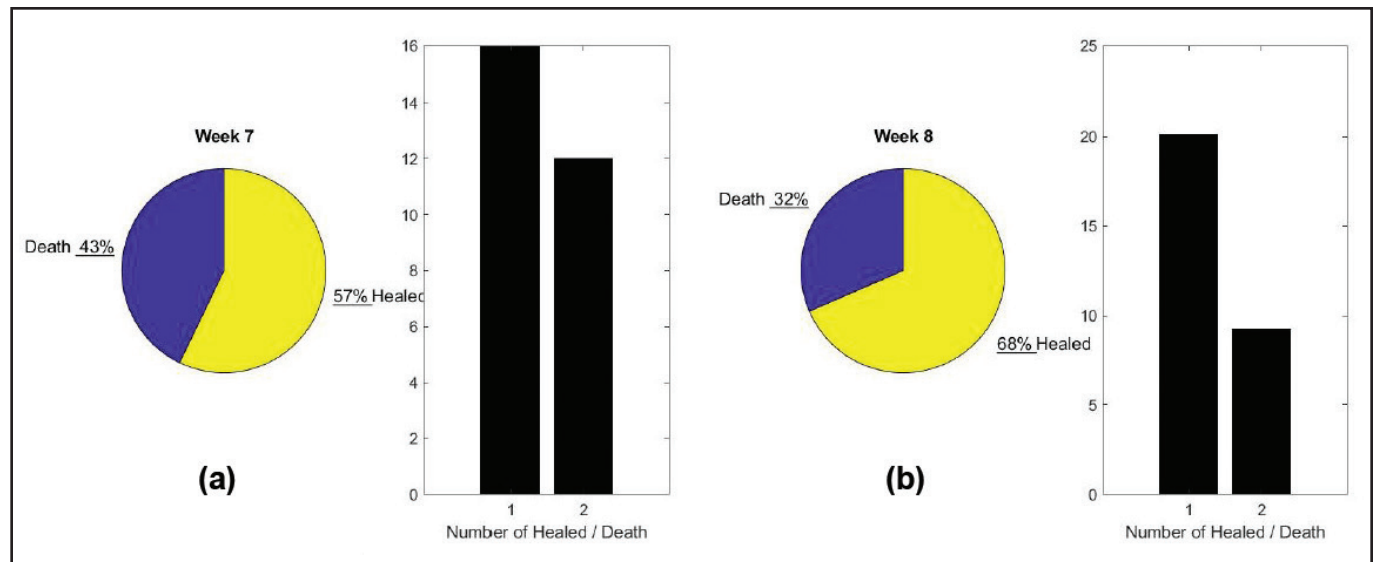 Week 7
Death 43%
57% Healed
(a)
16
14
12
10
8
6
4
2
0
1 2
Number of Healed / Death
Week 8
Death 32%
68% Healed
(b)
25
20
15
10
5
0
1 2
Number of Healed / Death